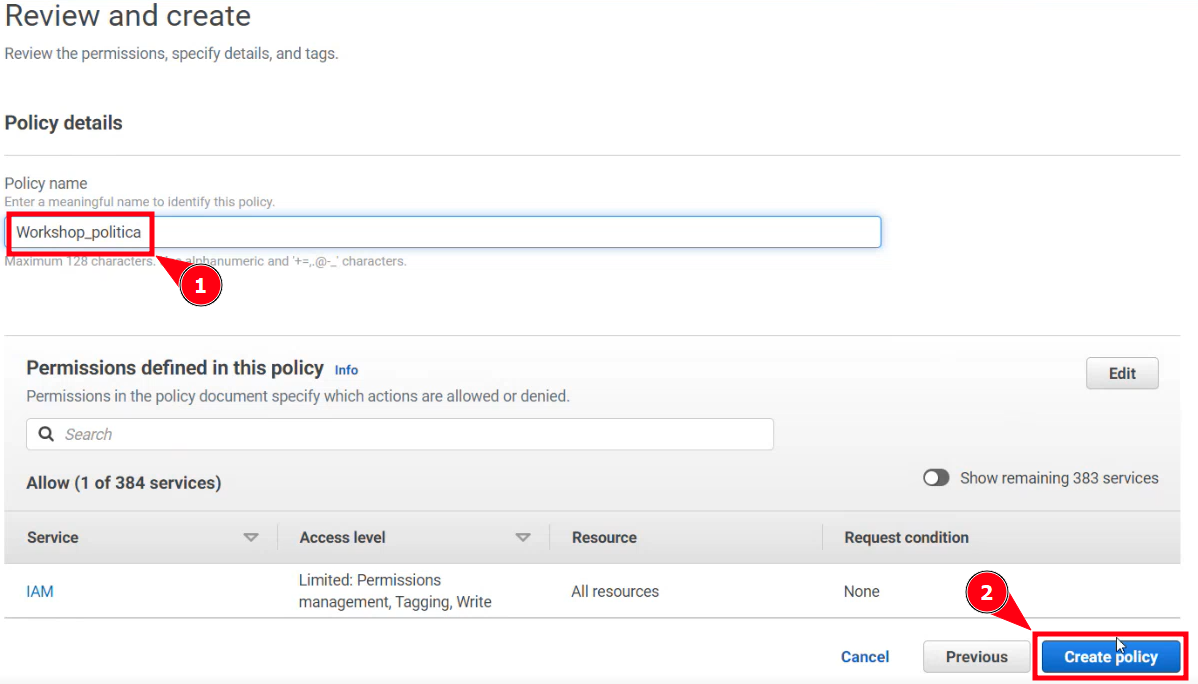 Review and create
Review the permissions, specify details, and tags.
Policy details
Policy name
Enter a meaningful name to identify this policy.
Workshop_politica
Maximum 128 characters. alphanumeric and '+=,.@-_' characters.
1
Permissions defined in this policy Info
Edit
Permissions in the policy document specify which actions are allowed or denied.
Search
Allow (1 of 384 services)
Show remaining 383 services
Service Access level Resource Request condition
IAM
Limited: Permissions
management, Tagging, Write
All resources
None
2
Cancel
Previous
Create policy